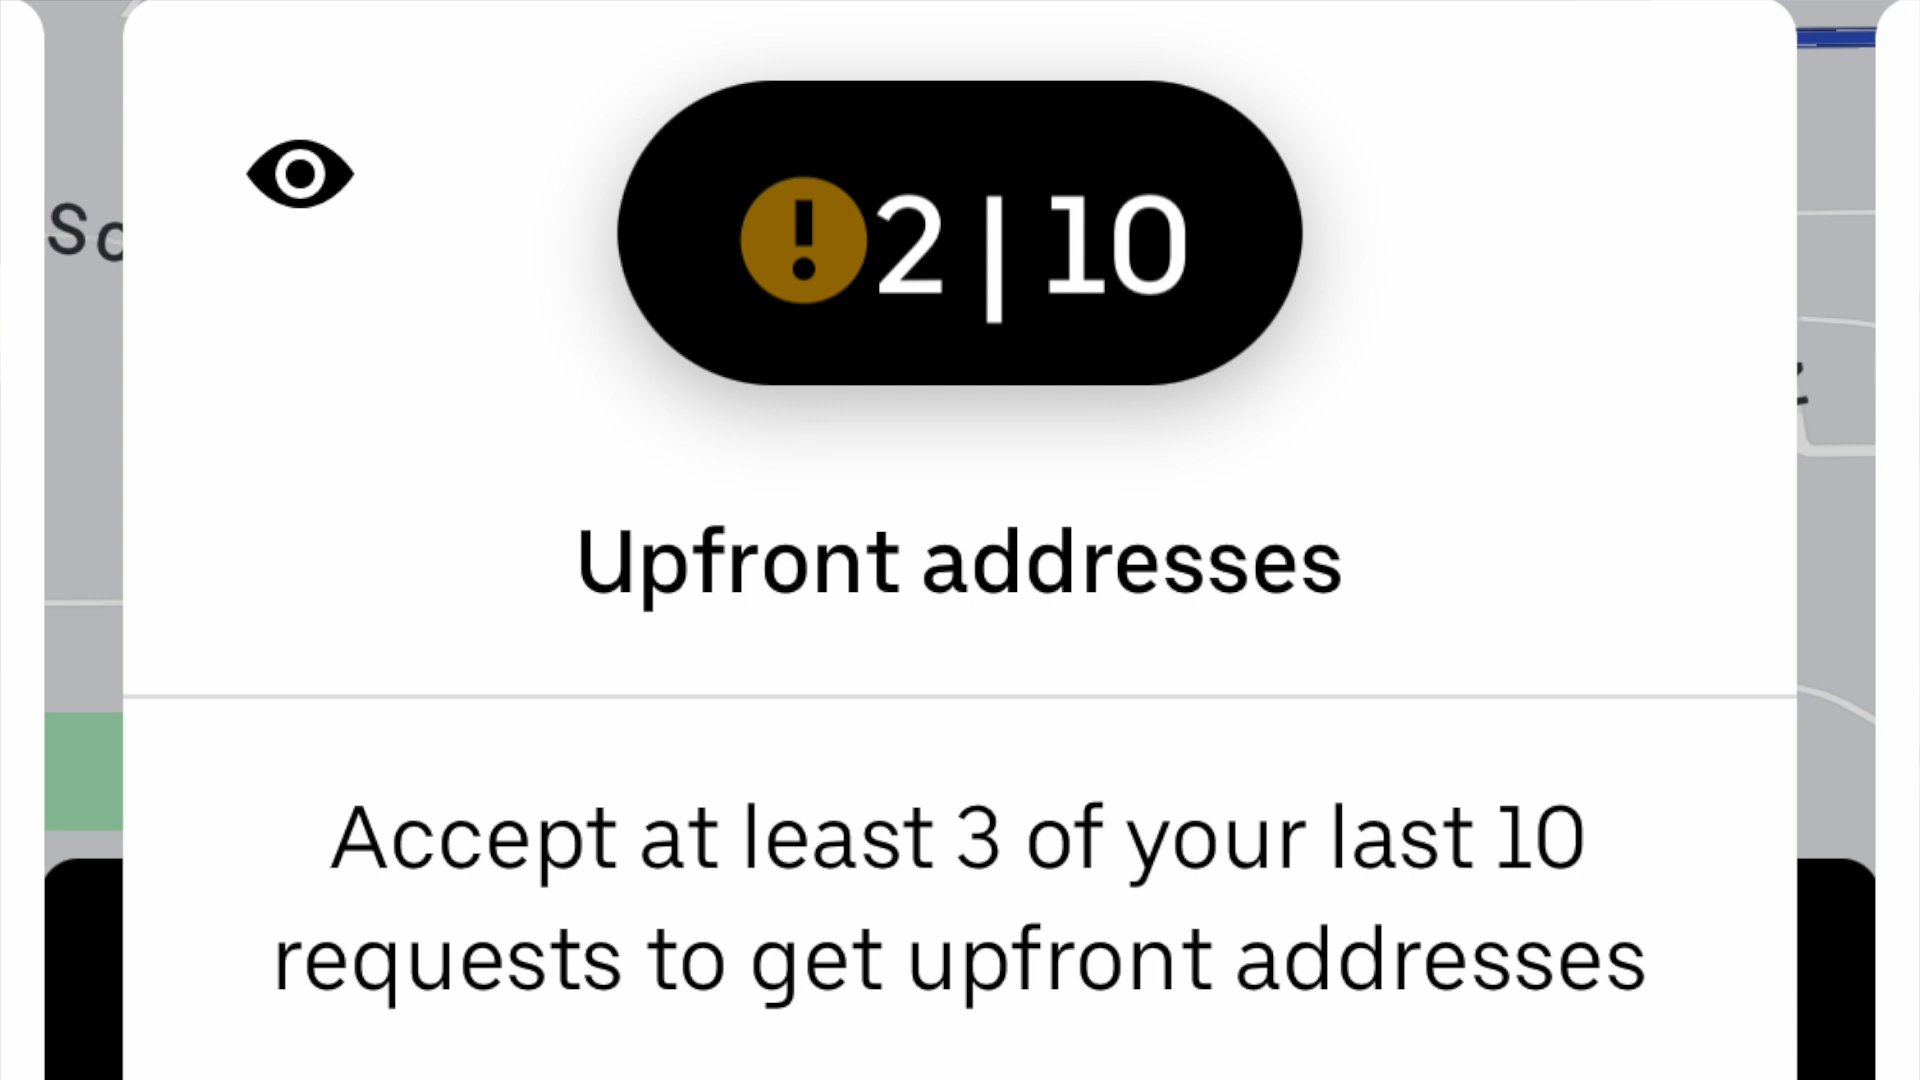 2 | 10
Upfront addresses
Accept at least 3 of your last 10
requests to get upfront addresses